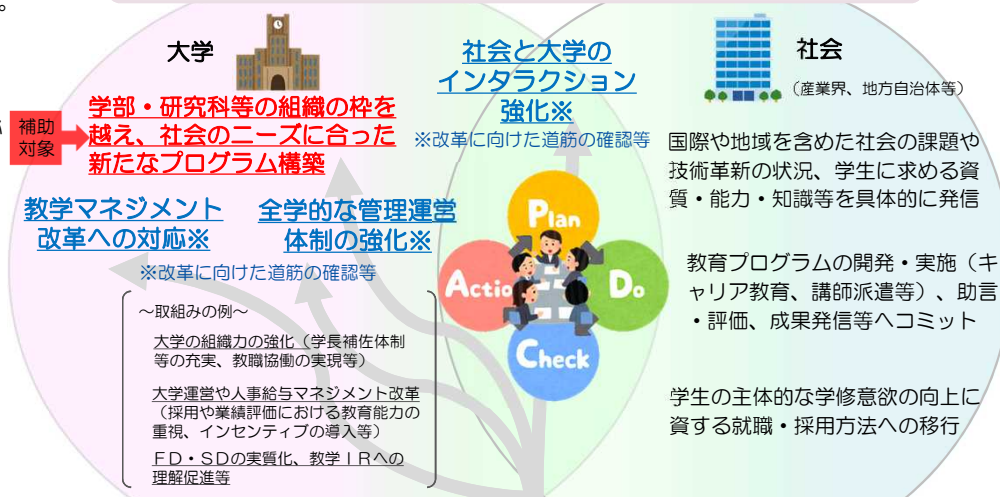 。
大学
補助
対象
学部・研究科等の組織の枠を
越え、社会のニーズに合った
新たなプログラム構築
教学マネジメント
改革への対応※
全学的な管理運営
体制の強化※
※改革に向けた道筋の確認等
～取組みの例～
大学の組織力の強化（学長補佐体制
等の充実、教職協働の実現等）
大学運営や人事給与マネジメント改革
（採用や業績評価における教育能力の
重視、インセンティブの導入等）
ＦＤ・ＳＤの実質化、教学ＩＲへの
理解促進等
社会と大学の
インタラクション
強化※
※改革に向けた道筋の確認等
Plan
Do
Check
Actio
社会
（産業界、地方自治体等）
国際や地域を含めた社会の課題や
技術革新の状況、学生に求める資
質・能力・知識等を具体的に発信
教育プログラムの開発・実施（キ
ャリア教育、講師派遣等）、助言
・評価、成果発信等へコミット
学生の主体的な学修意欲の向上に
資する就職・採用方法への移行